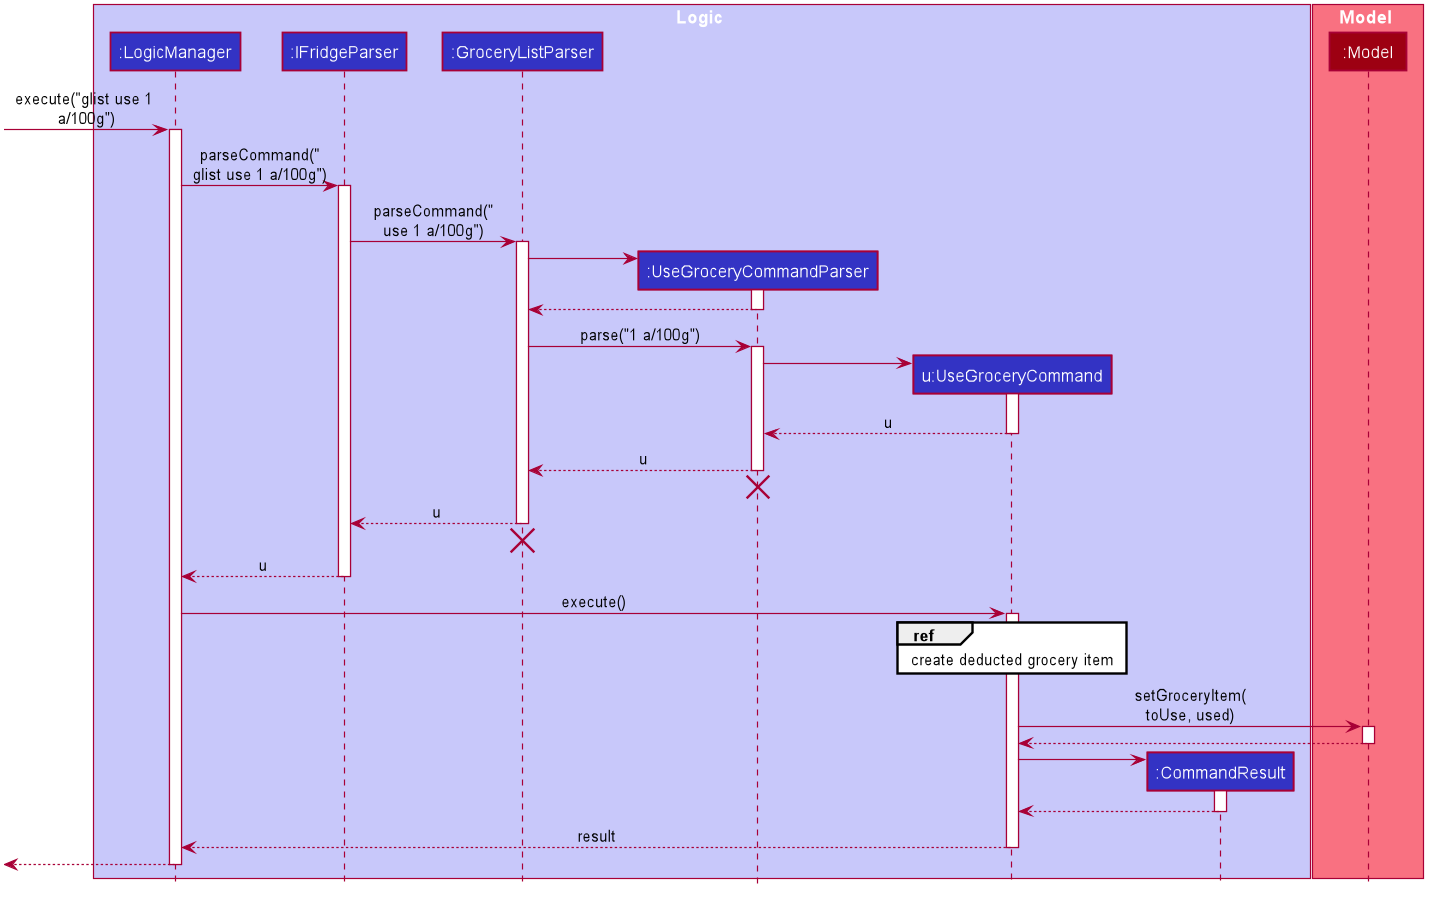 Logic
Model
:LogicManager
:IFridgeParser
:GroceryListParser
:Model
execute("glist use 1
a/100g")
parseCommand("
glist use 1 a/100g")
parseCommand("
use 1 a/100g")
:UseGroceryCommandParser
parse("1 a/100g")
u:UseGroceryCommand
u
u
u
u
execute()
ref
create deducted grocery item
setGroceryItem(
toUse, used)
:CommandResult
result